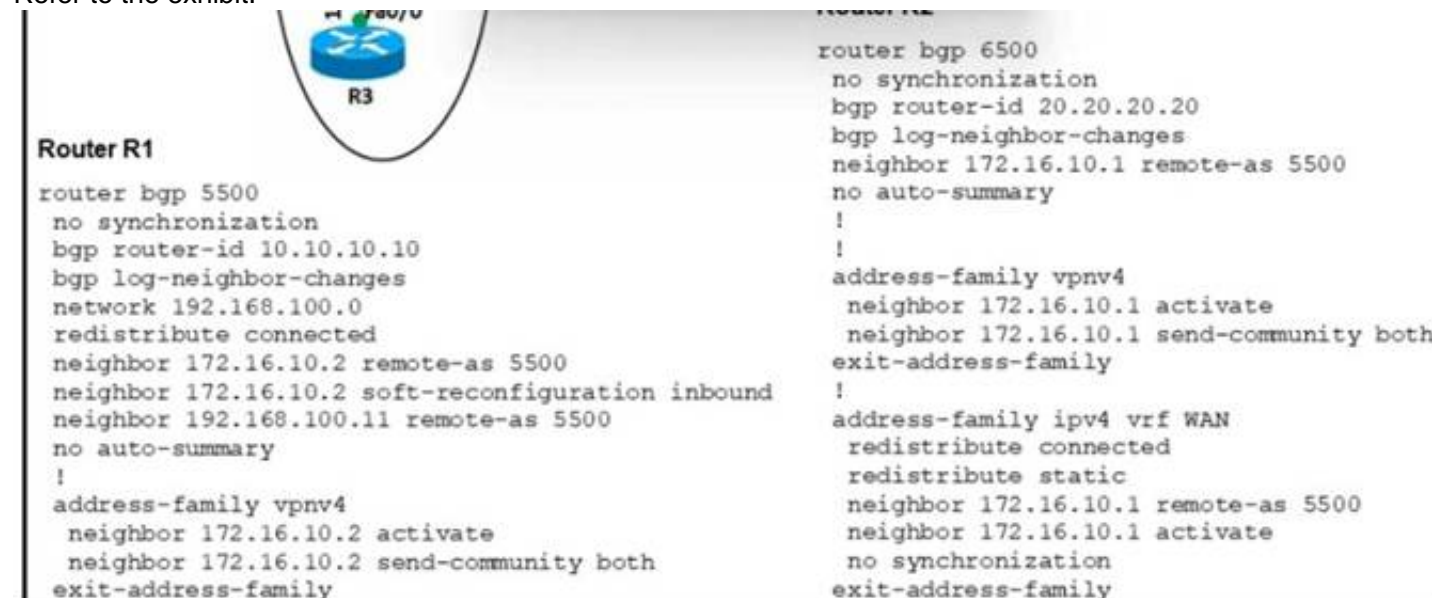 Refer to the exhibit.
Fa0/0
R3
Router R1
router bgp 5500
no synchronization
bgp router-id 10.10.10.10
bgp log-neighbor-changes
network 192.168.100.0
redistribute connected
neighbor 172.16.10.2 remote-as 5500
neighbor 172.16.10.2 soft-reconfiguration inbound
neighbor 192.168.100.11 remote-as 5500
no auto-summary
!
address-family vpnv4
neighbor 172.16.10.2 activate
neighbor 172.16.10.2 send-community both
exit-address-family
Router R2
router bgp 6500
no synchronization
bgp router-id 20.20.20.20
bgp log-neighbor-changes
neighbor 172.16.10.1 remote-as 5500
no auto-summary
!
!
address-family vpnv4
neighbor 172.16.10.1 activate
neighbor 172.16.10.1 send-community both
exit-address-family
!
address-family ipv4 vrf WAN
redistribute connected
redistribute static
neighbor 172.16.10.1 remote-as 5500
neighbor 172.16.10.1 activate
no synchronization
exit-address-family